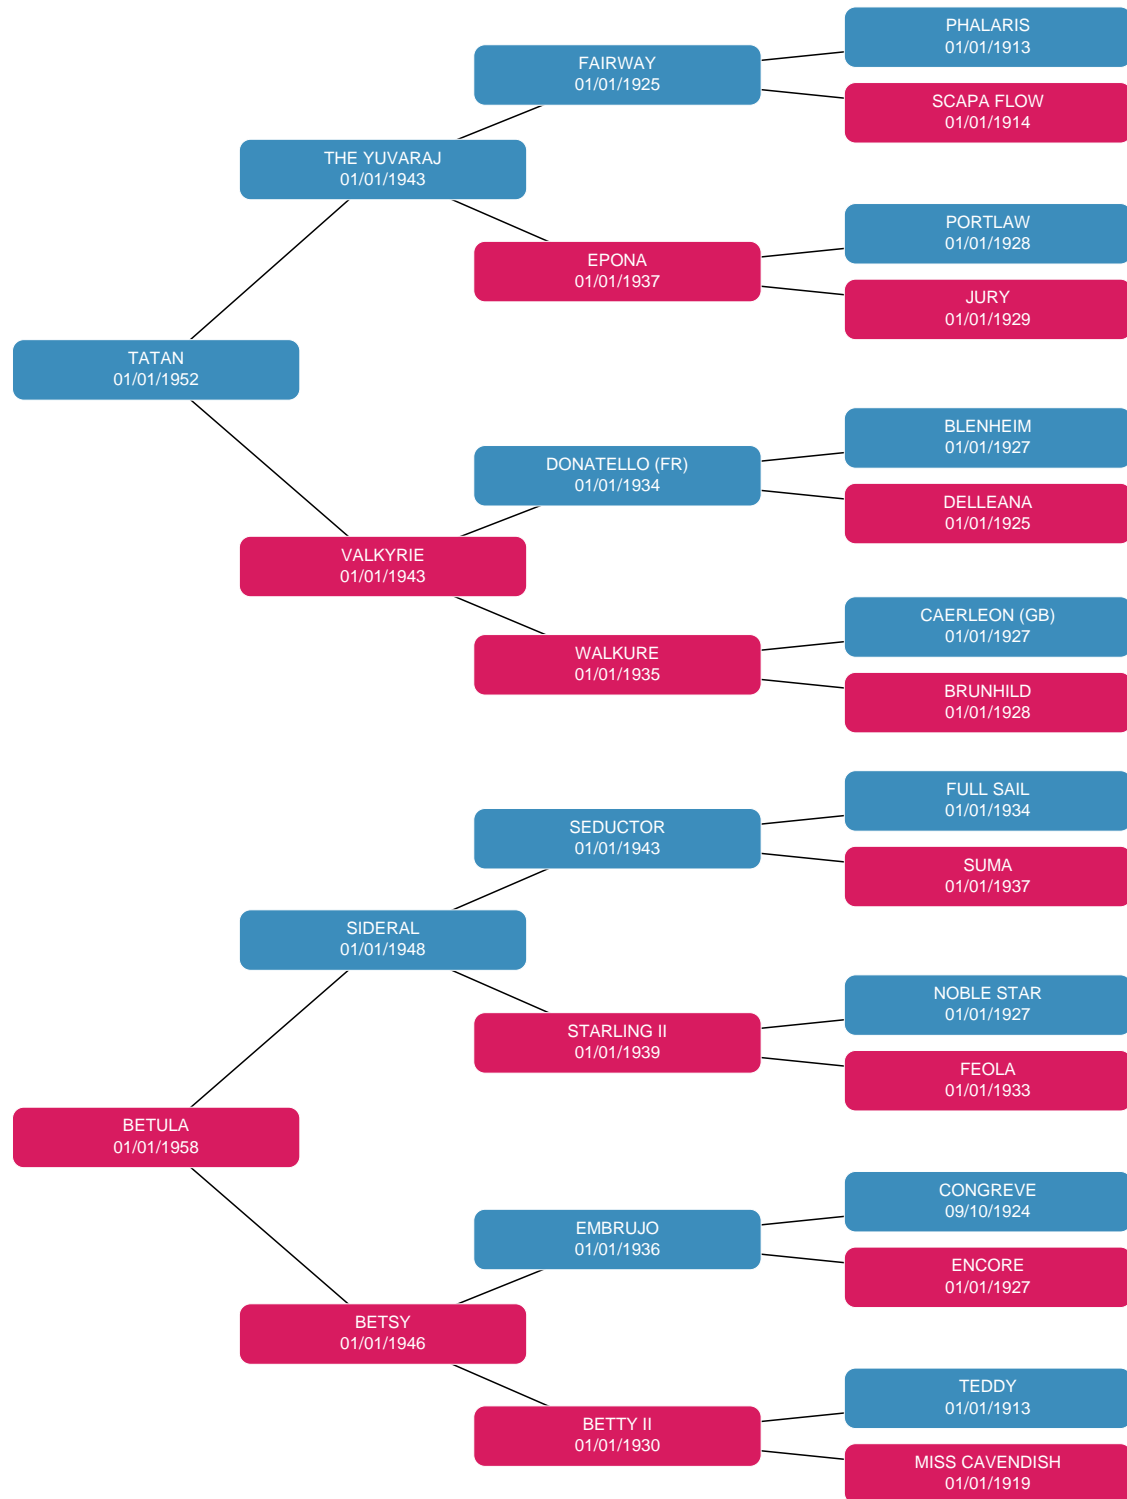 PHALARIS
01/01/1913
FAIRWAY
01/01/1925
SCAPA FLOW
01/01/1914
THE YUVARAJ
01/01/1943
PORTLAW
01/01/1928
EPONA
01/01/1937
JURY
01/01/1929
TATAN
01/01/1952
BLENHEIM
01/01/1927
DONATELLO (FR)
01/01/1934
DELLEANA
01/01/1925
VALKYRIE
01/01/1943
CAERLEON (GB)
01/01/1927
WALKURE
01/01/1935
BRUNHILD
01/01/1928
FULL SAIL
01/01/1934
SEDUCTOR
01/01/1943
SUMA
01/01/1937
SIDERAL
01/01/1948
NOBLE STAR
01/01/1927
STARLING II
01/01/1939
FEOLA
01/01/1933
BETULA
01/01/1958
CONGREVE
09/10/1924
EMBRUJO
01/01/1936
ENCORE
01/01/1927
BETSY
01/01/1946
TEDDY
01/01/1913
BETTY II
01/01/1930
MISS CAVENDISH
01/01/1919